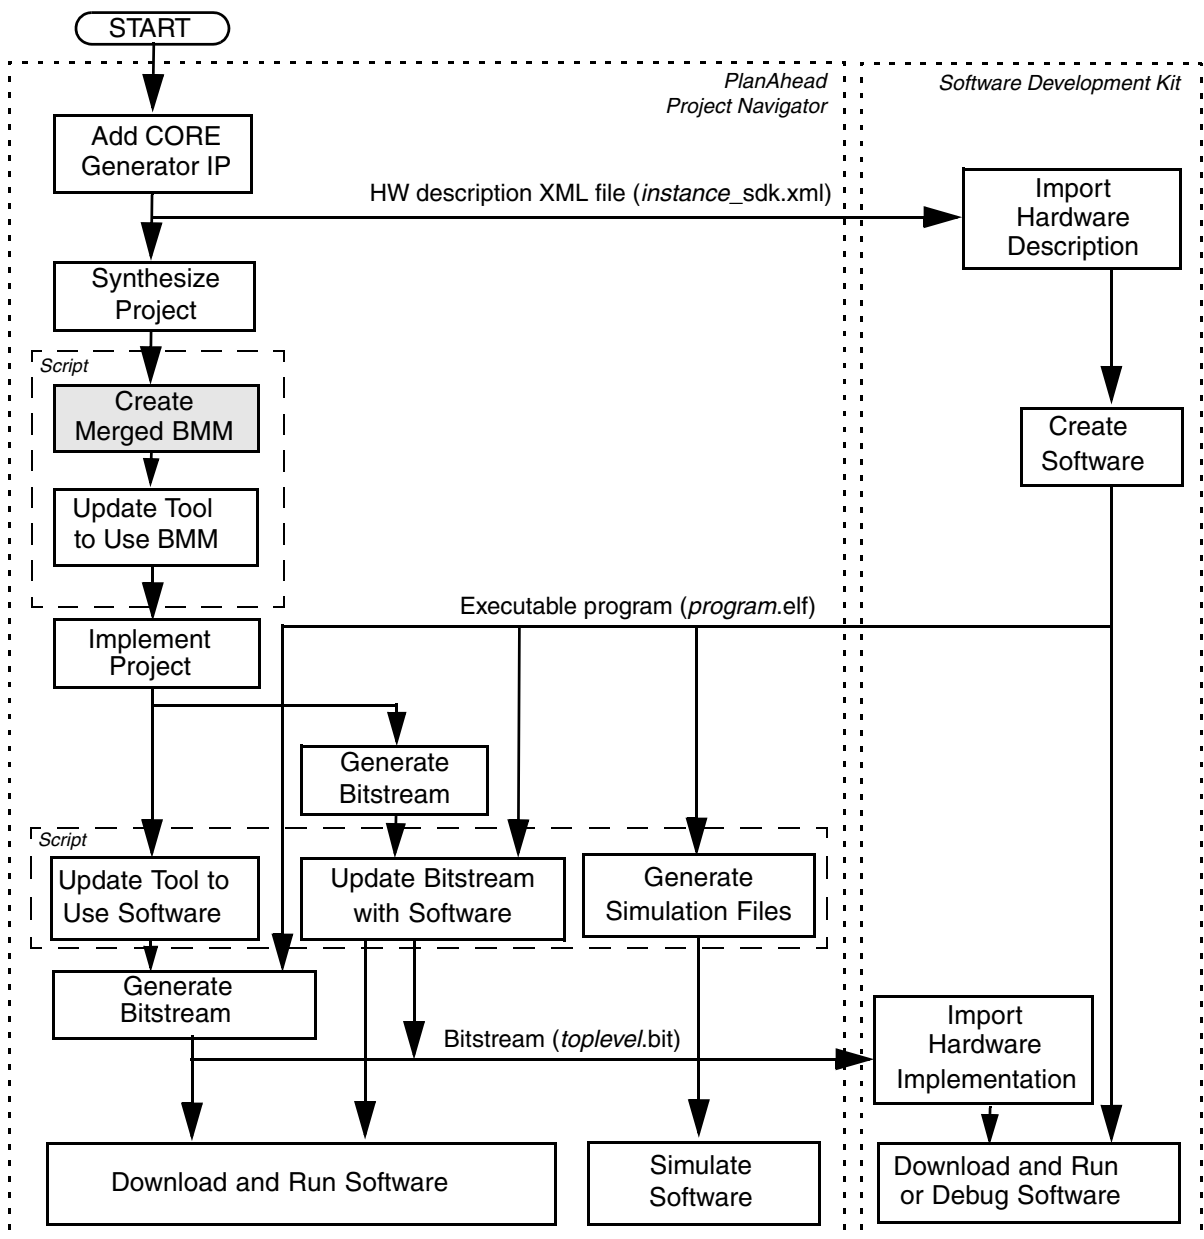 START
PlanAhead
Project Navigator
Software Development Kit
Add CORE
Generator IP
HW description XML file (instance_sdk.xml)
Import
Hardware
Description
Synthesize
Project
Script
Create
Merged BMM
Create
Software
Update Tool
to Use BMM
Executable program (program.elf)
Implement
Project
Generate
Bitstream
Script
Update Tool to
Use Software
Update Bitstream
with Software
Generate
Simulation Files
Generate
Bitstream
Bitstream (toplevel.bit)
Import
Hardware
Implementation
Download and Run Software
Simulate
Software
Download and Run
or Debug Software